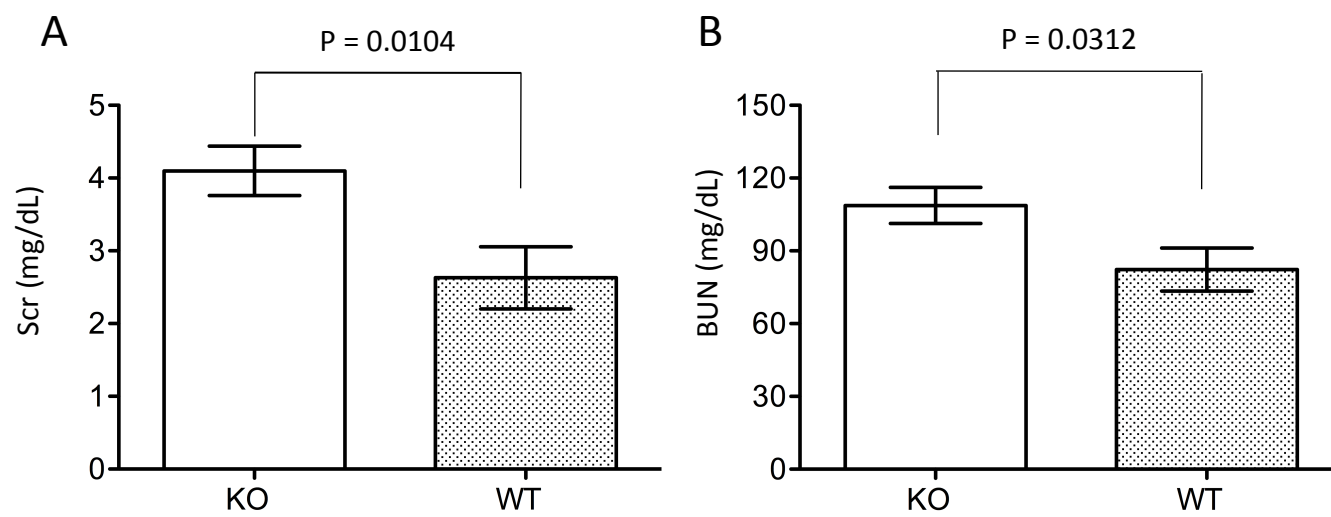 A
P = 0.0104
5
4
3
2
1
0
Scr (mg/dL)
KO
WT
B
P = 0.0312
150
120
90
60
30
0
BUN (mg/dL)
KO
WT